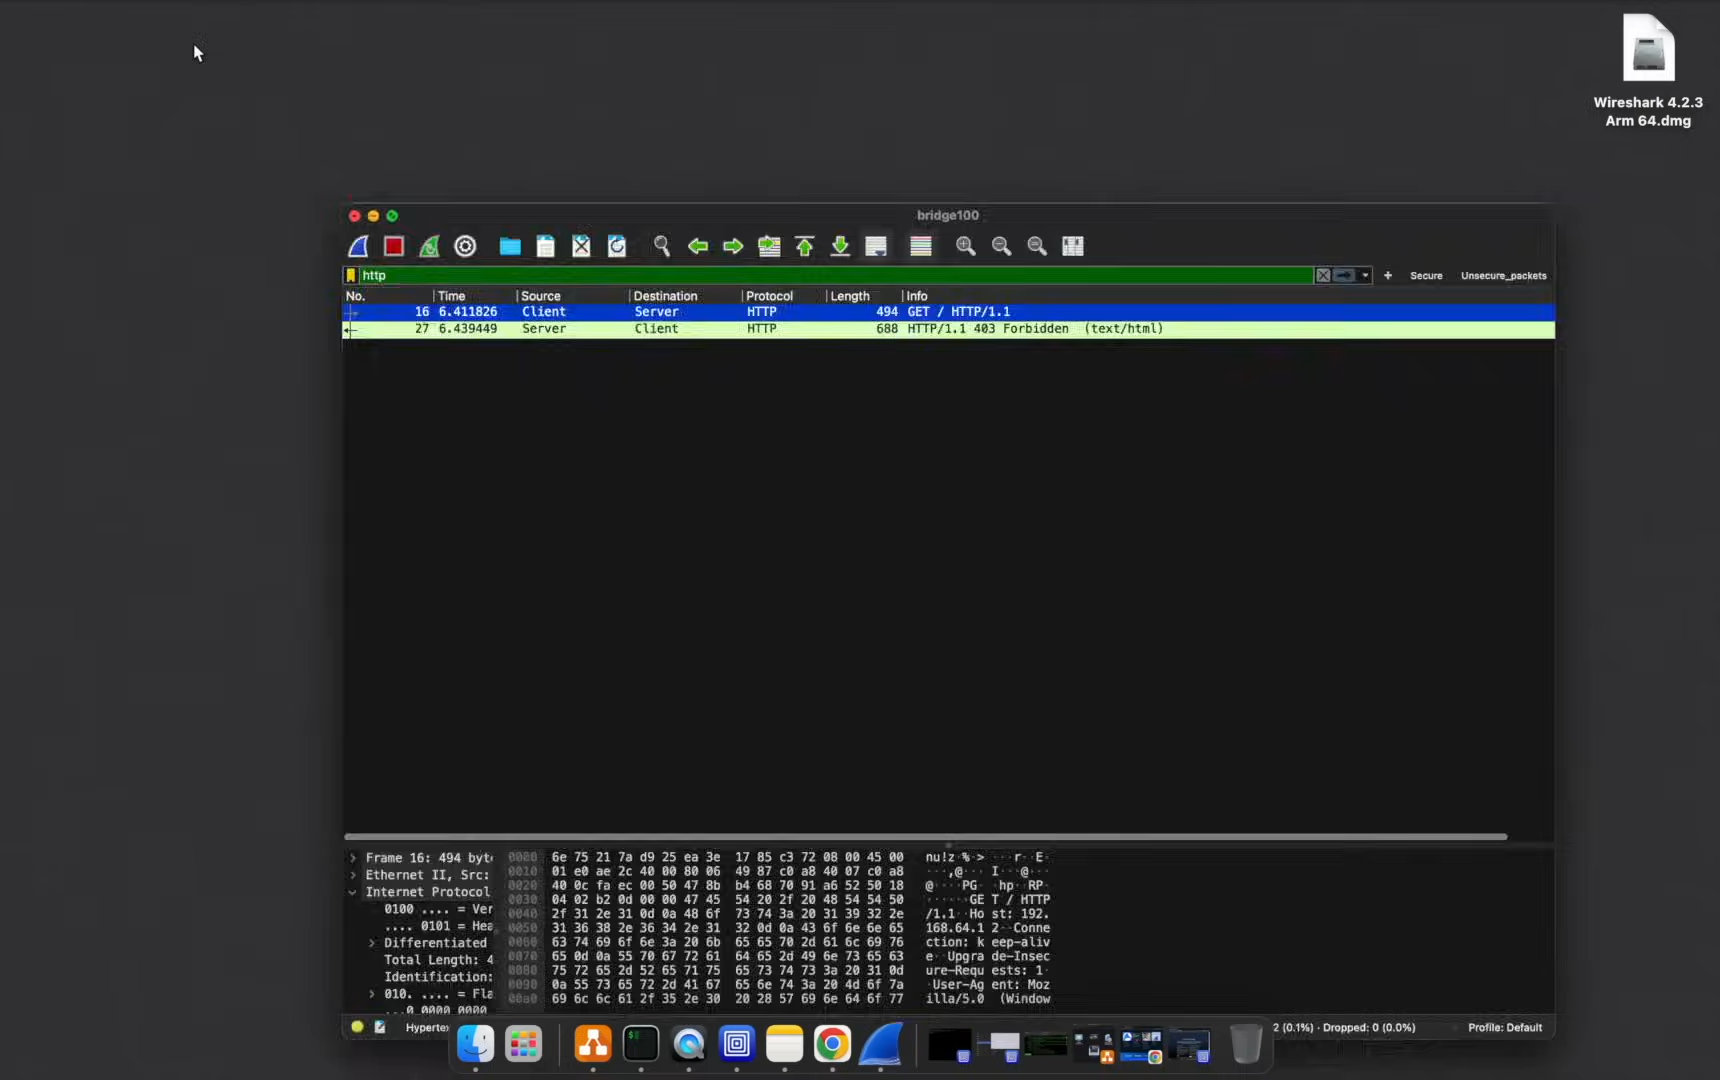 Wireshark 4.2.3
Arm 64.dmg
bridge100
http
+ Secure Unsecure_packets
No. Time Source Destination Protocol Length Info
16 6.411826 Client Server HTTP 494 GET / HTTP/1.1
27 6.439449 Server Client HTTP 688 HTTP/1.1 403 Forbidden (text/html)
Frame 16: 494 byte
Ethernet II, Src:
Internet Protocol
0100 .... = Ver
.... 0101 = Hea
Differentiated
Total Length: 4
Identification:
010. .... = Fla
...0 0000 0000
0000 6e 75 21 7a d9 25 ea 3e 17 85 c3 72 08 00 45 00 nu!z·%·> ···r··E·
0010 01 e0 ae 2c 40 00 80 06 49 87 c0 a8 40 07 c0 a8 ···,@··· I···@···
0020 40 0c fa ec 00 50 47 8b b4 68 70 91 a6 52 50 18 @····PG· ·hp··RP·
0030 04 02 b2 0d 00 00 47 45 54 20 2f 20 48 54 54 50 ······GE T / HTTP
0040 2f 31 2e 31 0d 0a 48 6f 73 74 3a 20 31 39 32 2e /1.1··Ho st: 192.
0050 31 36 38 2e 36 34 2e 31 32 0d 0a 43 6f 6e 6e 65 168.64.1 2··Conne
0060 63 74 69 6f 6e 3a 20 6b 65 65 70 2d 61 6c 69 76 ction: k eep-aliv
0070 65 0d 0a 55 70 67 72 61 64 65 2d 49 6e 73 65 63 e··Upgra de-Insec
0080 75 72 65 2d 52 65 71 75 65 73 74 73 3a 20 31 0d ure-Requ ests: 1·
0090 0a 55 73 65 72 2d 41 67 65 6e 74 3a 20 4d 6f 7a ·User-Ag ent: Moz
00a0 69 6c 6c 61 2f 35 2e 30 20 28 57 69 6e 64 6f 77 illa/5.0 (Window
Hyperte
2 (0.1%) · Dropped: 0 (0.0%)
Profile: Default